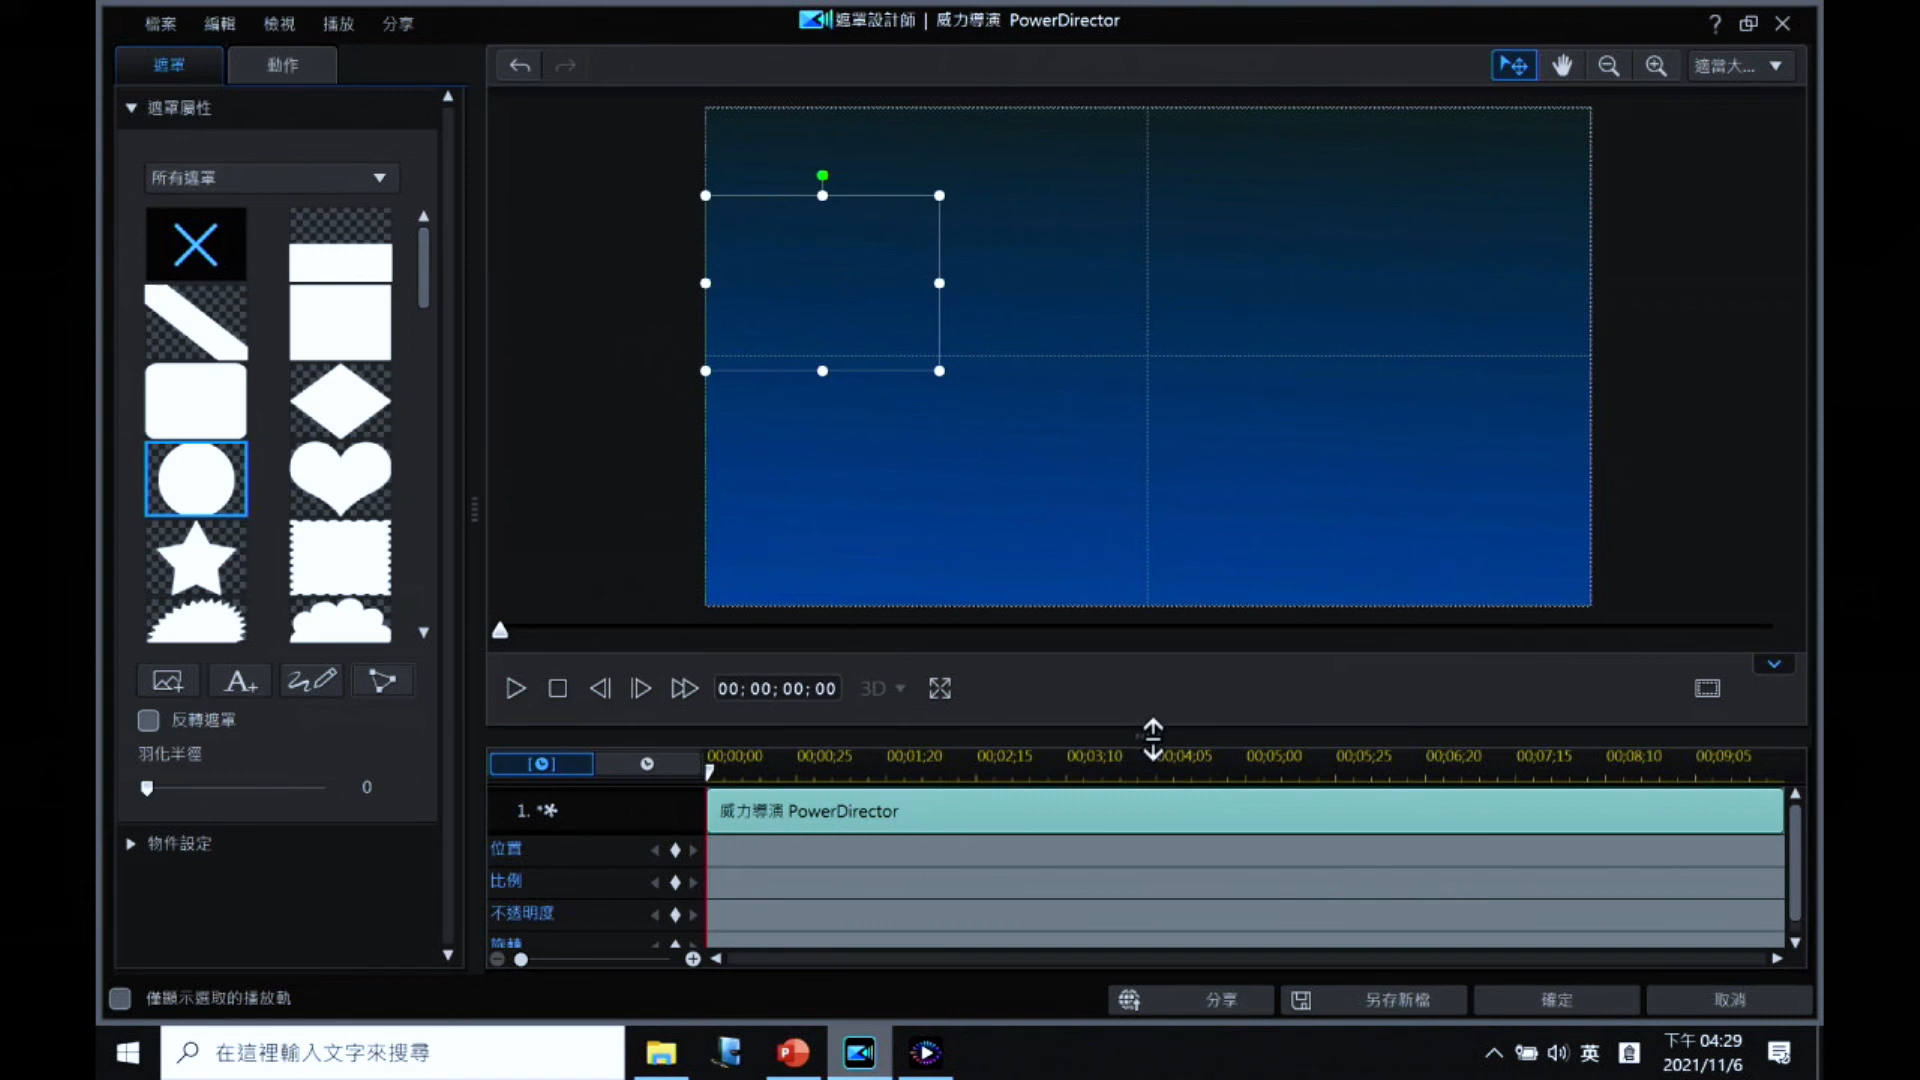 檔案 編輯 檢視 播放 分享
遮罩設計師 | 威力導演 PowerDirector
?
遮罩 動作
適當大...
遮罩屬性
所有遮罩
A+
反轉遮罩
羽化半徑
0
物件設定
00;00;00;00
3D
00;00;00 00;00;25 00;01;20 00;02;15 00;03;10 00;04;05 00;05;00 00;05;25 00;06;20 00;07;15 00;08;10 00;09;05
1.
威力導演 PowerDirector
位置
比例
不透明度
旋轉
僅顯示選取的播放軌
分享 另存新檔 確定 取消
在這裡輸入文字來搜尋
英
下午 04:29
2021/11/6